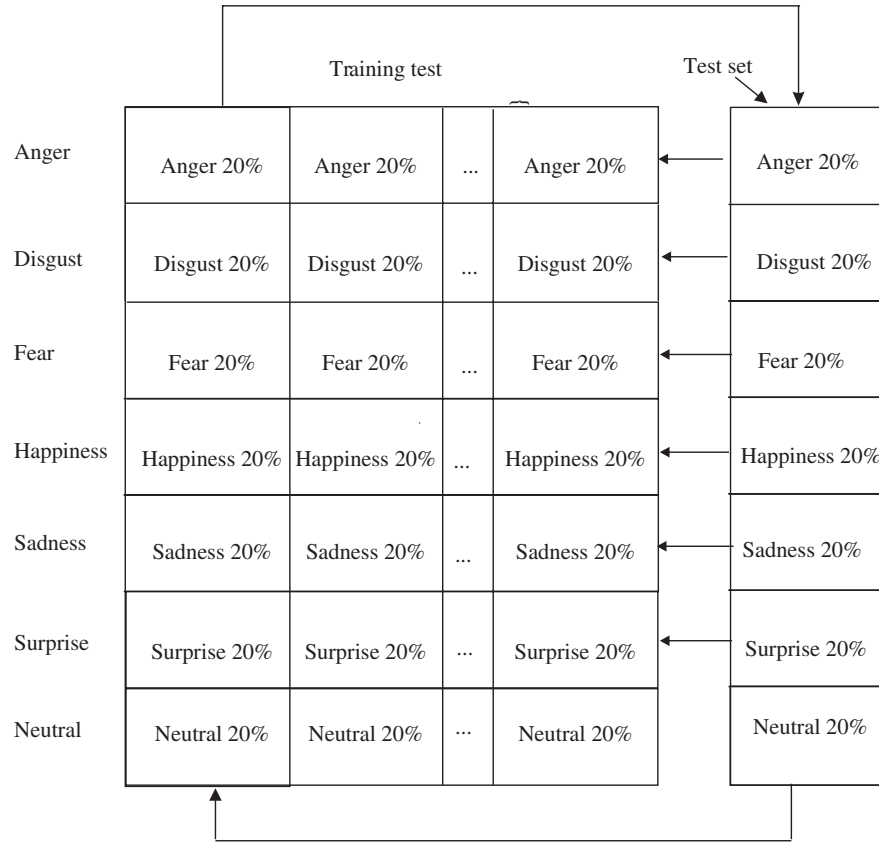 Training test
Test set
Anger
Anger 20% Anger 20% ... Anger 20% Anger 20%
Disgust
Disgust 20% Disgust 20% ... Disgust 20% Disgust 20%
Fear
Fear 20% Fear 20% ... Fear 20% Fear 20%
Happiness
Happiness 20% Happiness 20% ... Happiness 20% Happiness 20%
Sadness
Sadness 20% Sadness 20% ... Sadness 20% Sadness 20%
Surprise
Surprise 20% Surprise 20% ... Surprise 20% Surprise 20%
Neutral
Neutral 20% Neutral 20% ... Neutral 20% Neutral 20%